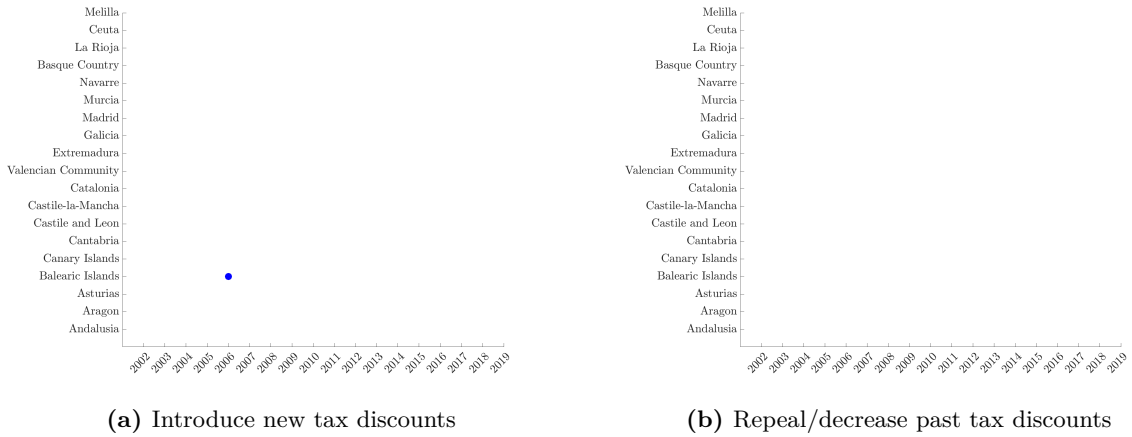 Melilla
Ceuta
La Rioja
Basque Country
Navarre
Murcia
Madrid
Galicia
Extremadura
Valencian Community
Catalonia
Castile-la-Mancha
Castile and Leon
Cantabria
Canary Islands
Balearic Islands
Asturias
Aragon
Andalusia
2002 2003 2004 2005 2006 2007 2008 2009 2010 2011 2012 2013 2014 2015 2016 2017 2018 2019
(a) Introduce new tax discounts
Melilla
Ceuta
La Rioja
Basque Country
Navarre
Murcia
Madrid
Galicia
Extremadura
Valencian Community
Catalonia
Castile-la-Mancha
Castile and Leon
Cantabria
Canary Islands
Balearic Islands
Asturias
Aragon
Andalusia
2002 2003 2004 2005 2006 2007 2008 2009 2010 2011 2012 2013 2014 2015 2016 2017 2018 2019
(b) Repeal/decrease past tax discounts